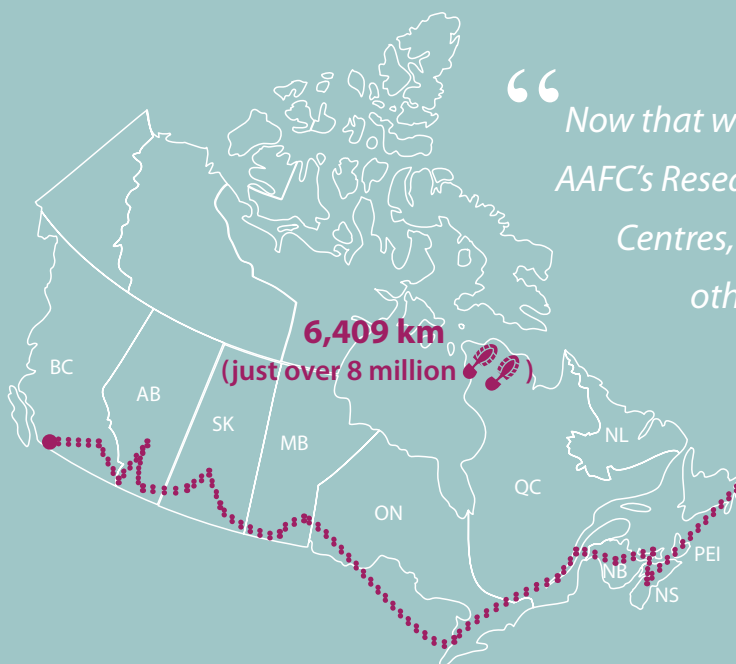 “
Now that w
AAFC's Resea
Centres,
oth
6,409 km
(just over 8 million )
BC
AB
SK
MB
ON
QC
NL
NB
PEI
NS